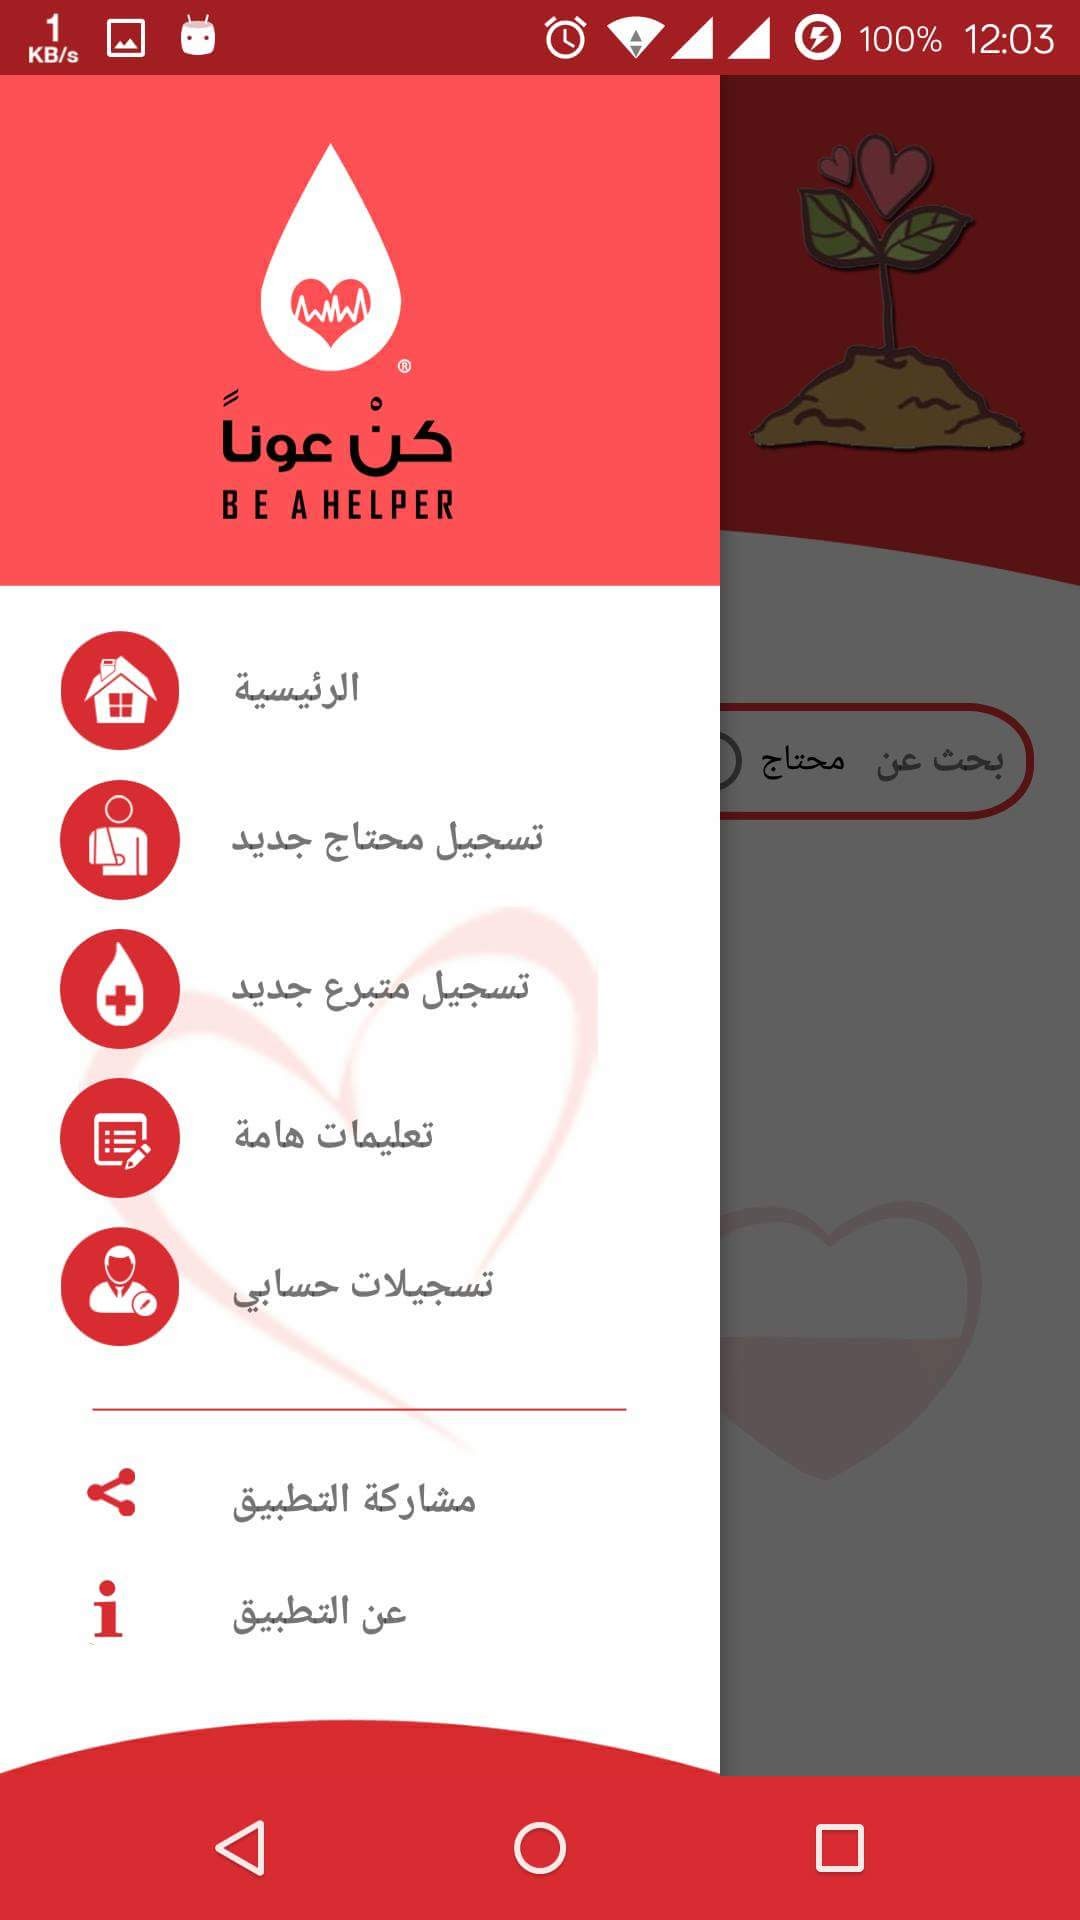 1
KB/s
100% 12:03
®
كنْ عوناً
BE A HELPER
الرئيسية
بحث عن محتاج
تسجيل محتاج جديد
تسجيل متبرع جديد
تعليمات هامة
تسجيلات حسابي
مشاركة التطبيق
عن التطبيق